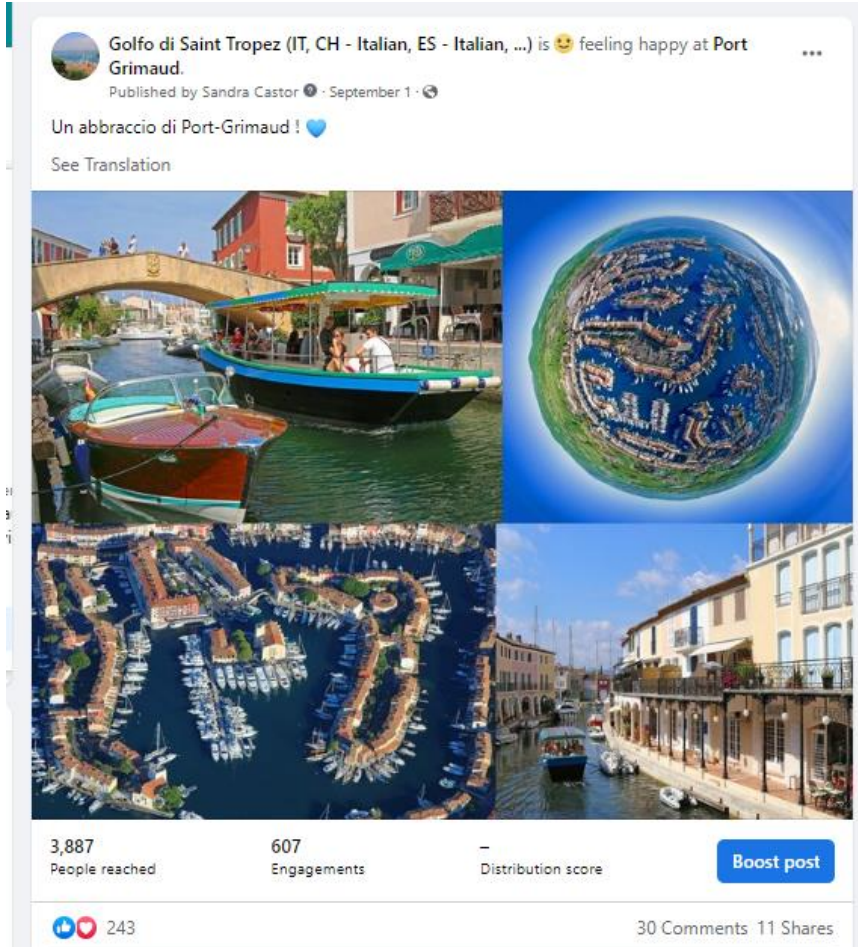 Golfo di Saint Tropez (IT, CH - Italian, ES - Italian, ...) is feeling happy at Port
Grimaud.
Published by Sandra Castor · September 1 ·
Un abbraccio di Port-Grimaud !
See Translation
3,887
People reached
607
Engagements
–
Distribution score
Boost post
243
30 Comments 11 Shares